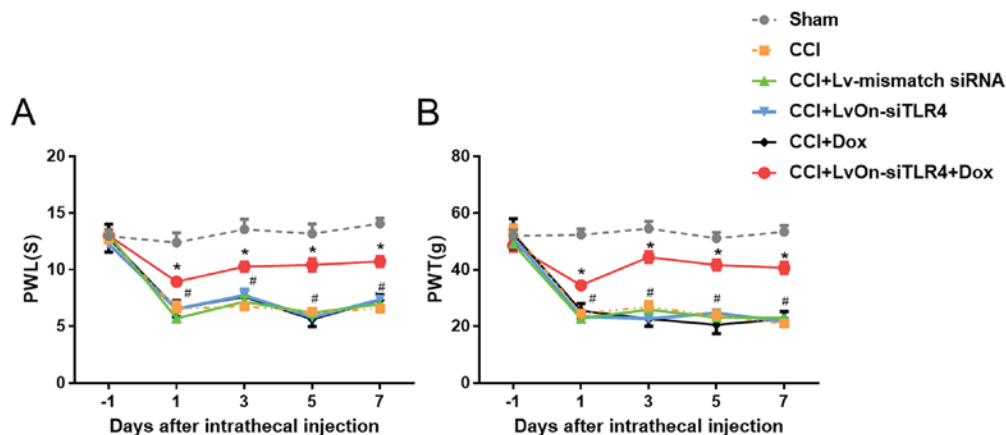 Sham
CCI
CCI+Lv-mismatch siRNA
CCI+LvOn-siTLR4
CCI+Dox
CCI+LvOn-siTLR4+Dox
A
20
15
10
5
0
PWL(S)
* * * *
# # # #
-1 1 3 5 7
Days after intrathecal injection
B
80
60
40
20
0
PWT(g)
* * * *
# # # #
-1 1 3 5 7
Days after intrathecal injection